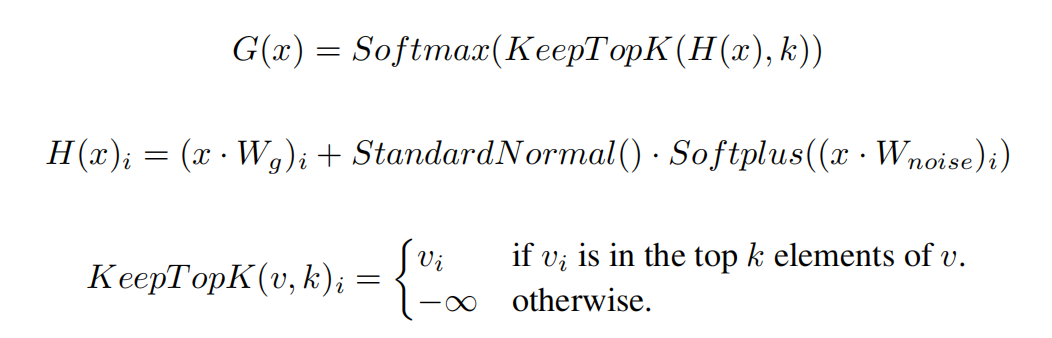 G(x) = Softmax(KeepTopK(H(x), k))
H(x)_i = (x · W_g)_i + StandardNormal() · Softplus((x · W_noise)_i)
KeepTopK(v, k)_i = { v_i if v_i is in the top k elements of v.
−∞ otherwise.